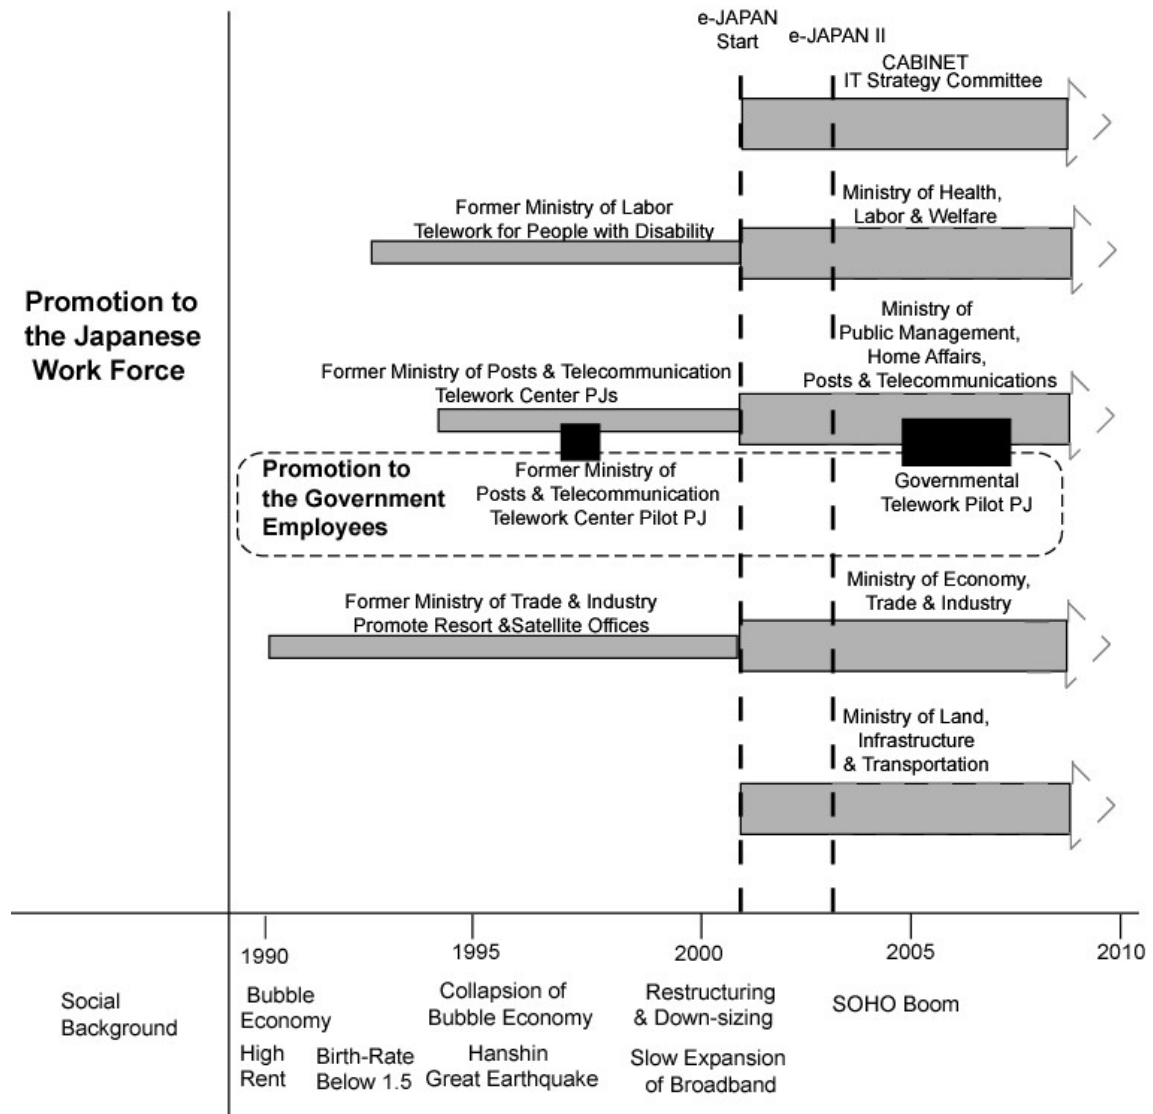 e-JAPAN
Start
e-JAPAN II
CABINET
IT Strategy Committee
Former Ministry of Labor
Telework for People with Disability
Ministry of Health,
Labor & Welfare
Promotion to
the Japanese
Work Force
Former Ministry of Posts & Telecommunication
Telework Center PJs
Ministry of
Public Management,
Home Affairs,
Posts & Telecommunications
Promotion to
the Government
Employees
Former Ministry of
Posts & Telecommunication
Telework Center Pilot PJ
Governmental
Telework Pilot PJ
Former Ministry of Trade & Industry
Promote Resort &Satellite Offices
Ministry of Economy,
Trade & Industry
Ministry of Land,
Infrastructure
& Transportation
1990
1995
2000
2005
2010
Social
Background
Bubble
Economy
High
Rent
Birth-Rate
Below 1.5
Collapsion of
Bubble Economy
Hanshin
Great Earthquake
Restructuring
& Down-sizing
Slow Expansion
of Broadband
SOHO Boom